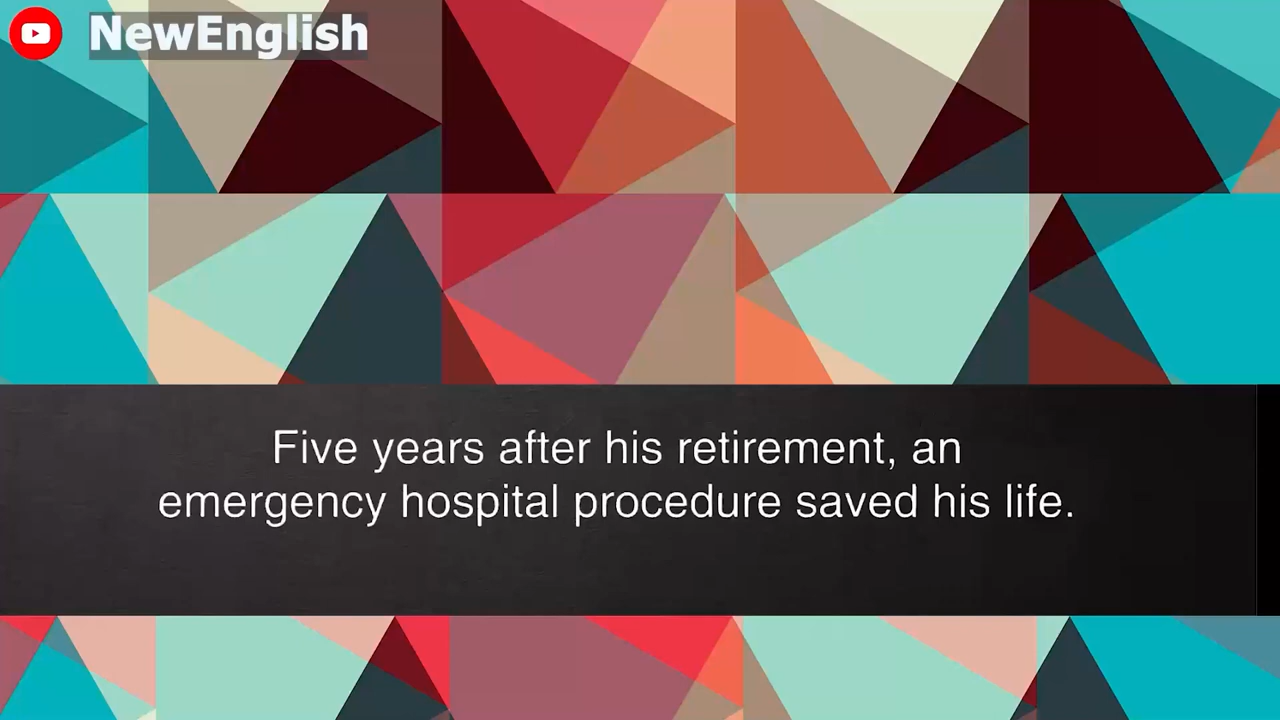 NewEnglish
Five years after his retirement, an
emergency hospital procedure saved his life.